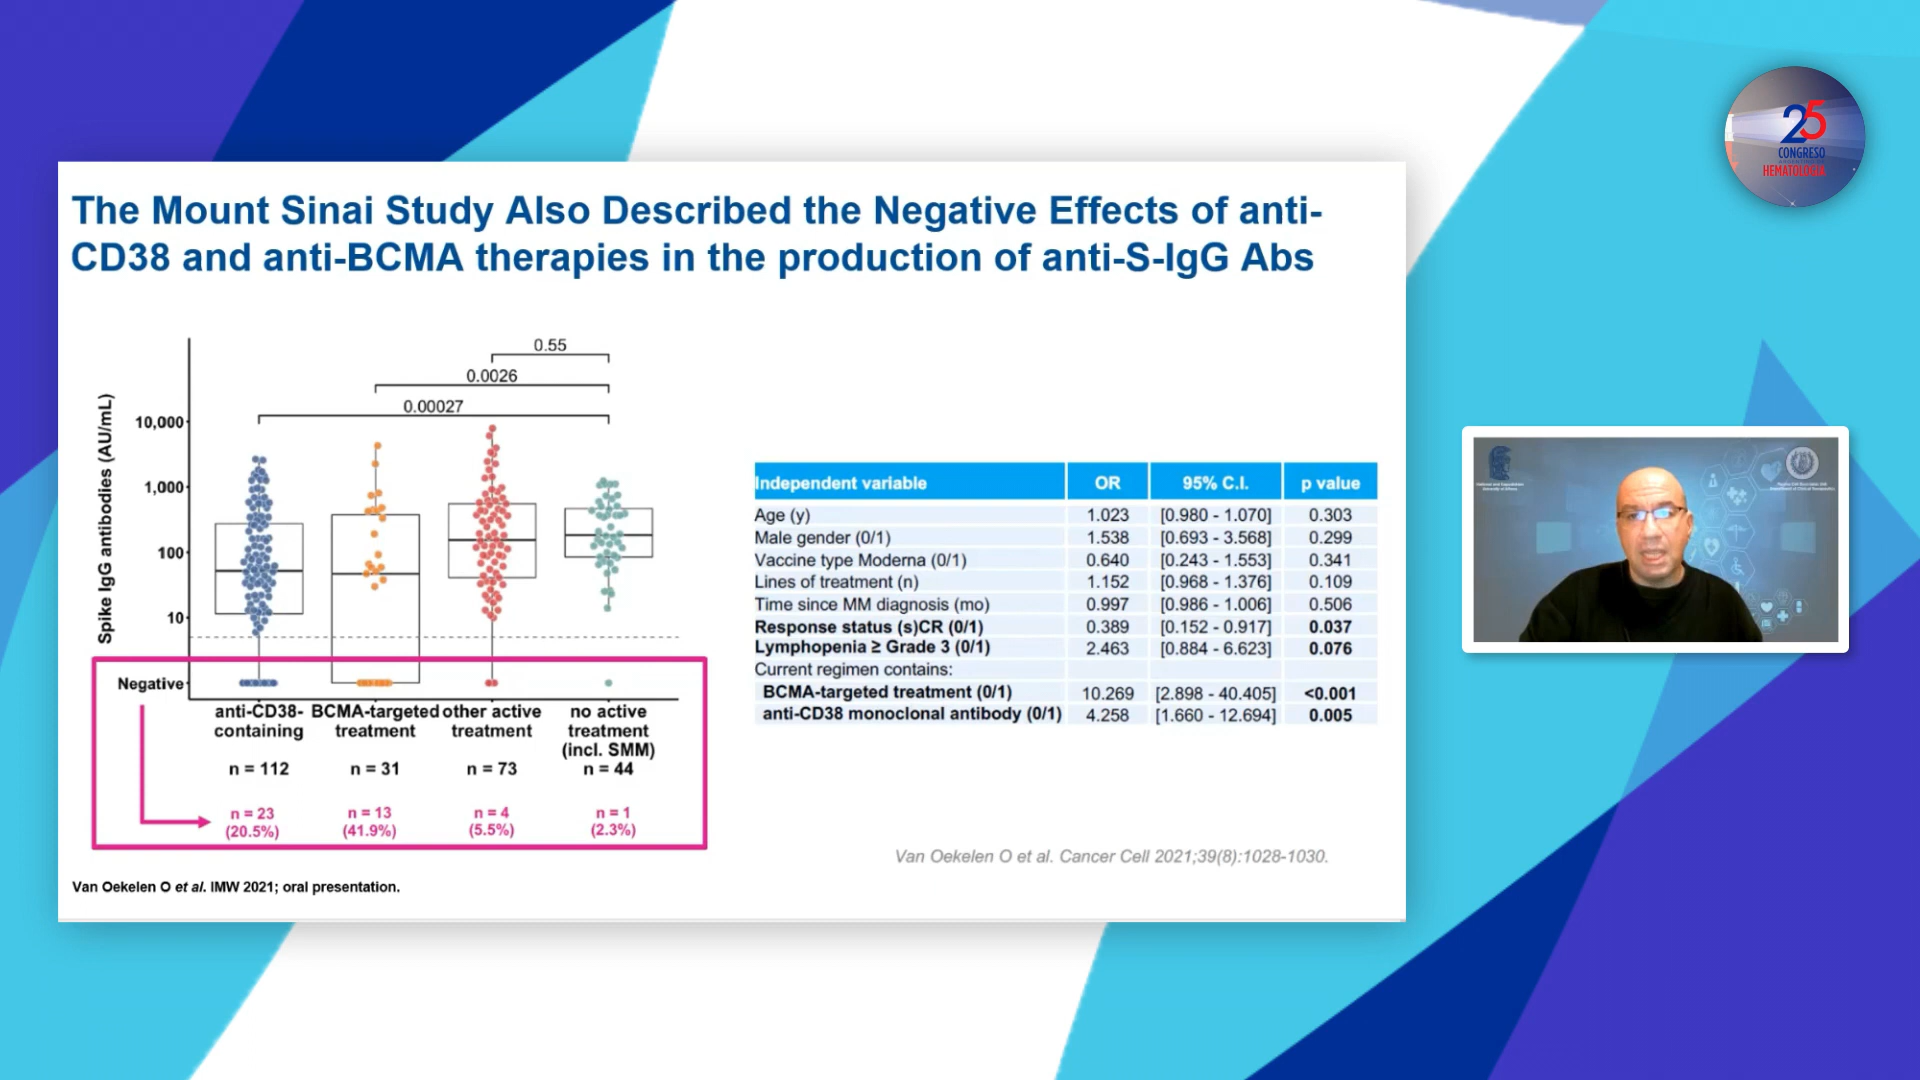 25
CONGRESO
HEMATOLOGÍA
The Mount Sinai Study Also Described the Negative Effects of anti-
CD38 and anti-BCMA therapies in the production of anti-S-IgG Abs
0.55
0.0026
0.00027
Spike IgG antibodies (AU/mL)
10,000
1,000
100
10
Negative
anti-CD38-
containing
BCMA-targeted
treatment
other active
treatment
no active
treatment
(incl. SMM)
n = 112
n = 31
n = 73
n = 44
n = 23
(20.5%)
n = 13
(41.9%)
n = 4
(5.5%)
n = 1
(2.3%)
Independent variable OR 95% C.I. p value
Age (y) 1.023 [0.980 - 1.070] 0.303
Male gender (0/1) 1.538 [0.693 - 3.568] 0.299
Vaccine type Moderna (0/1) 0.640 [0.243 - 1.553] 0.341
Lines of treatment (n) 1.152 [0.968 - 1.376] 0.109
Time since MM diagnosis (mo) 0.997 [0.986 - 1.006] 0.506
Response status (s)CR (0/1) 0.389 [0.152 - 0.917] 0.037
Lymphopenia ≥ Grade 3 (0/1) 2.463 [0.884 - 6.623] 0.076
Current regimen contains:
BCMA-targeted treatment (0/1) 10.269 [2.898 - 40.405] <0.001
anti-CD38 monoclonal antibody (0/1) 4.258 [1.660 - 12.694] 0.005
Van Oekelen O et al. Cancer Cell 2021;39(8):1028-1030.
Van Oekelen O et al. IMW 2021; oral presentation.